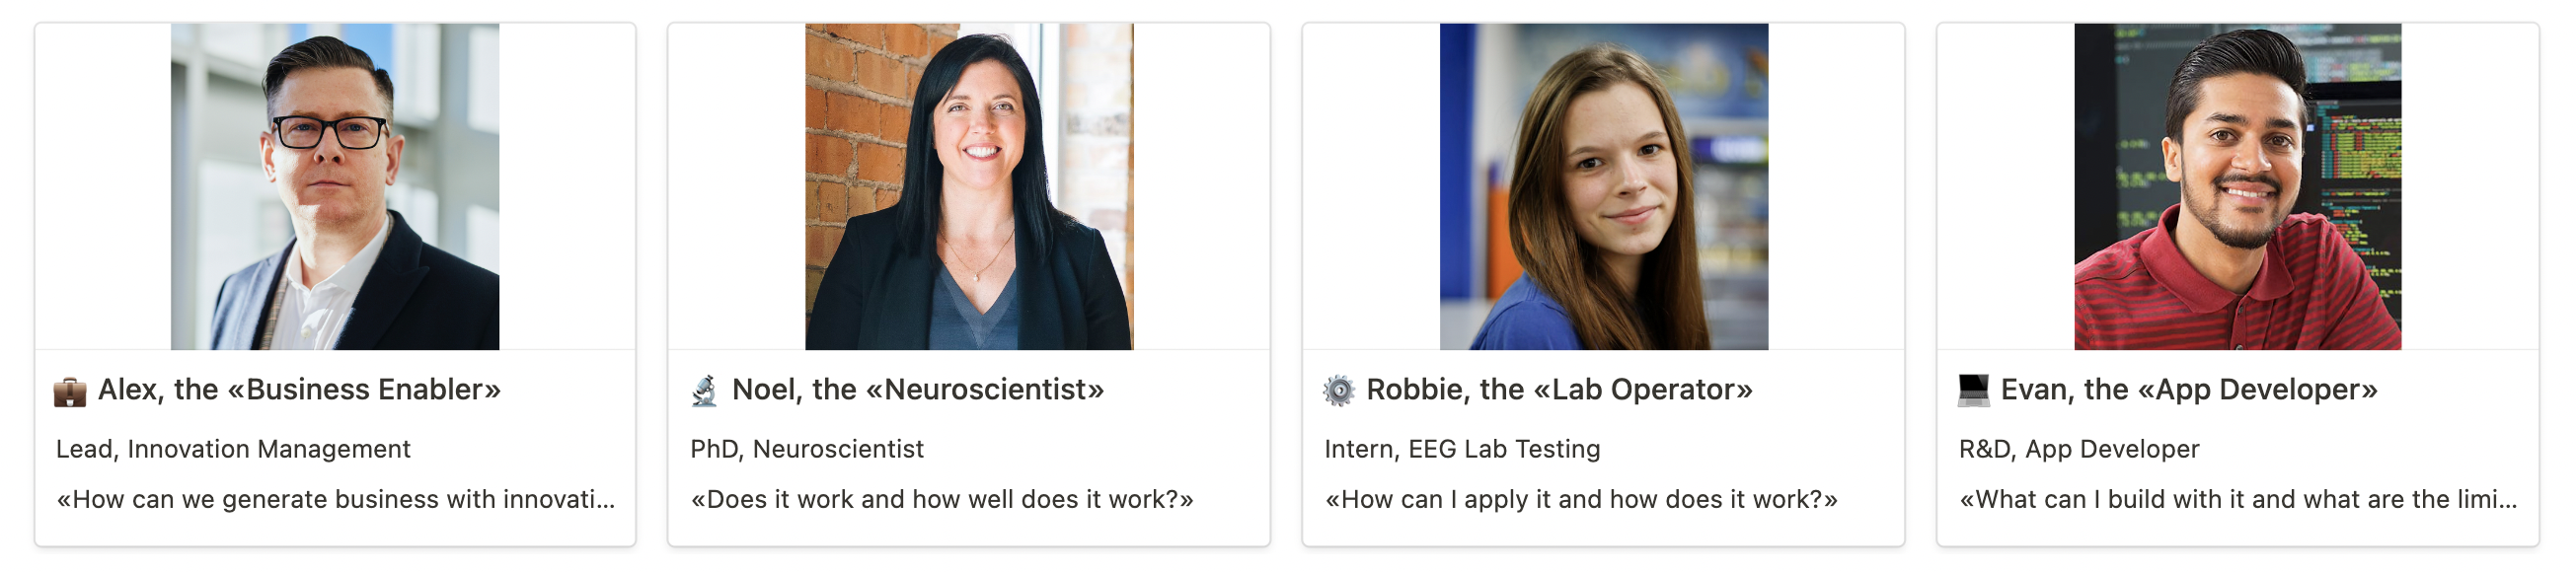 Alex, the «Business Enabler»
Lead, Innovation Management
«How can we generate business with innovati...
Noel, the «Neuroscientist»
PhD, Neuroscientist
«Does it work and how well does it work?»
Robbie, the «Lab Operator»
Intern, EEG Lab Testing
«How can I apply it and how does it work?»
Evan, the «App Developer»
R&D, App Developer
«What can I build with it and what are the limi...